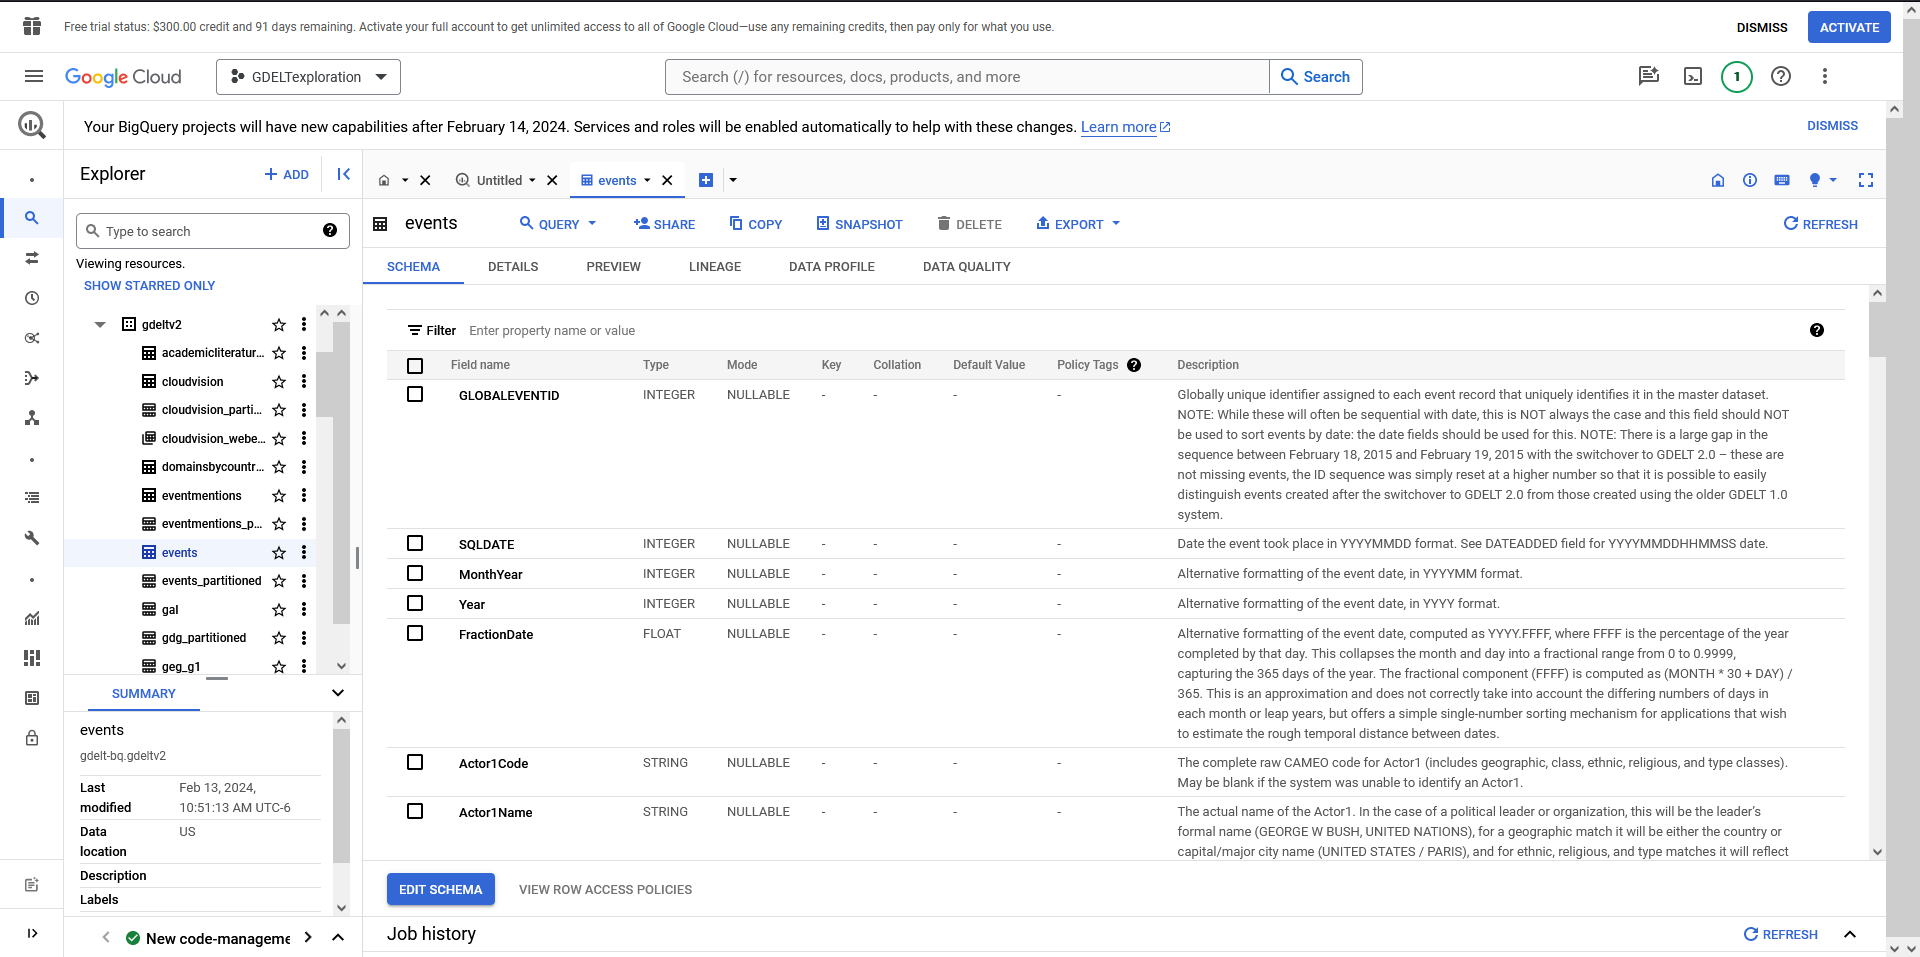 Free trial status: $300.00 credit and 91 days remaining. Activate your full account to get unlimited access to all of Google Cloud—use any remaining credits, then pay only for what you use.
DISMISS
ACTIVATE
Google Cloud
GDELTexploration
Search (/) for resources, docs, products, and more
Search
1
Your BigQuery projects will have new capabilities after February 14, 2024. Services and roles will be enabled automatically to help with these changes. Learn more
DISMISS
Explorer
ADD
Type to search
Viewing resources.
SHOW STARRED ONLY
gdeltv2
academicliteratur...
cloudvision
cloudvision_parti...
cloudvision_webe...
domainsbycountr...
eventmentions
eventmentions_p...
events
events_partitioned
gal
gdg_partitioned
geg_g1
SUMMARY
events
gdelt-bq.gdeltv2
Last modified Feb 13, 2024, 10:51:13 AM UTC-6
Data location US
Description
Labels
New code-manageme
Untitled
events
events
QUERY
SHARE
COPY
SNAPSHOT
DELETE
EXPORT
REFRESH
SCHEMA DETAILS PREVIEW LINEAGE DATA PROFILE DATA QUALITY
Filter Enter property name or value
Field name Type Mode Key Collation Default Value Policy Tags Description
GLOBALEVENTID INTEGER NULLABLE - - - - Globally unique identifier assigned to each event record that uniquely identifies it in the master dataset.
NOTE: While these will often be sequential with date, this is NOT always the case and this field should NOT
be used to sort events by date: the date fields should be used for this. NOTE: There is a large gap in the
sequence between February 18, 2015 and February 19, 2015 with the switchover to GDELT 2.0 – these are
not missing events, the ID sequence was simply reset at a higher number so that it is possible to easily
distinguish events created after the switchover to GDELT 2.0 from those created using the older GDELT 1.0
system.
SQLDATE INTEGER NULLABLE - - - - Date the event took place in YYYYMMDD format. See DATEADDED field for YYYYMMDDHHMMSS date.
MonthYear INTEGER NULLABLE - - - - Alternative formatting of the event date, in YYYYMM format.
Year INTEGER NULLABLE - - - - Alternative formatting of the event date, in YYYY format.
FractionDate FLOAT NULLABLE - - - - Alternative formatting of the event date, computed as YYYY.FFFF, where FFFF is the percentage of the year
completed by that day. This collapses the month and day into a fractional range from 0 to 0.9999,
capturing the 365 days of the year. The fractional component (FFFF) is computed as (MONTH * 30 + DAY) /
365. This is an approximation and does not correctly take into account the differing numbers of days in
each month or leap years, but offers a simple single-number sorting mechanism for applications that wish
to estimate the rough temporal distance between dates.
Actor1Code STRING NULLABLE - - - - The complete raw CAMEO code for Actor1 (includes geographic, class, ethnic, religious, and type classes).
May be blank if the system was unable to identify an Actor1.
Actor1Name STRING NULLABLE - - - - The actual name of the Actor1. In the case of a political leader or organization, this will be the leader’s
formal name (GEORGE W BUSH, UNITED NATIONS), for a geographic match it will be either the country or
capital/major city name (UNITED STATES / PARIS), and for ethnic, religious, and type matches it will reflect
EDIT SCHEMA
VIEW ROW ACCESS POLICIES
Job history
REFRESH